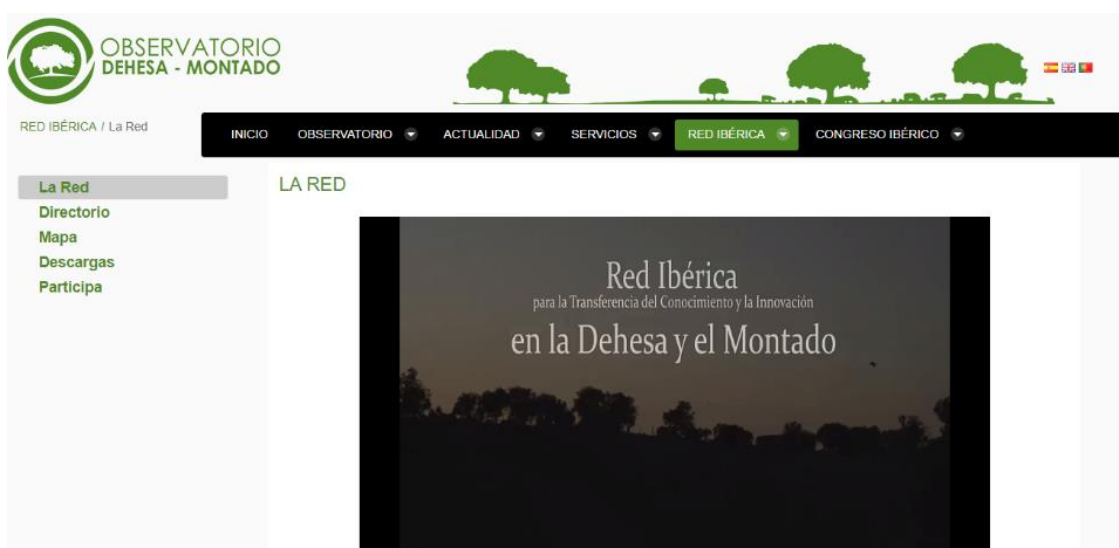 OBSERVATORIO
DEHESA - MONTADO
RED IBÉRICA / La Red
INICIO OBSERVATORIO ACTUALIDAD SERVICIOS RED IBÉRICA CONGRESO IBÉRICO
La Red
Directorio
Mapa
Descargas
Participa
LA RED
Red Ibérica
para la Transferencia del Conocimiento y la Innovación
en la Dehesa y el Montado